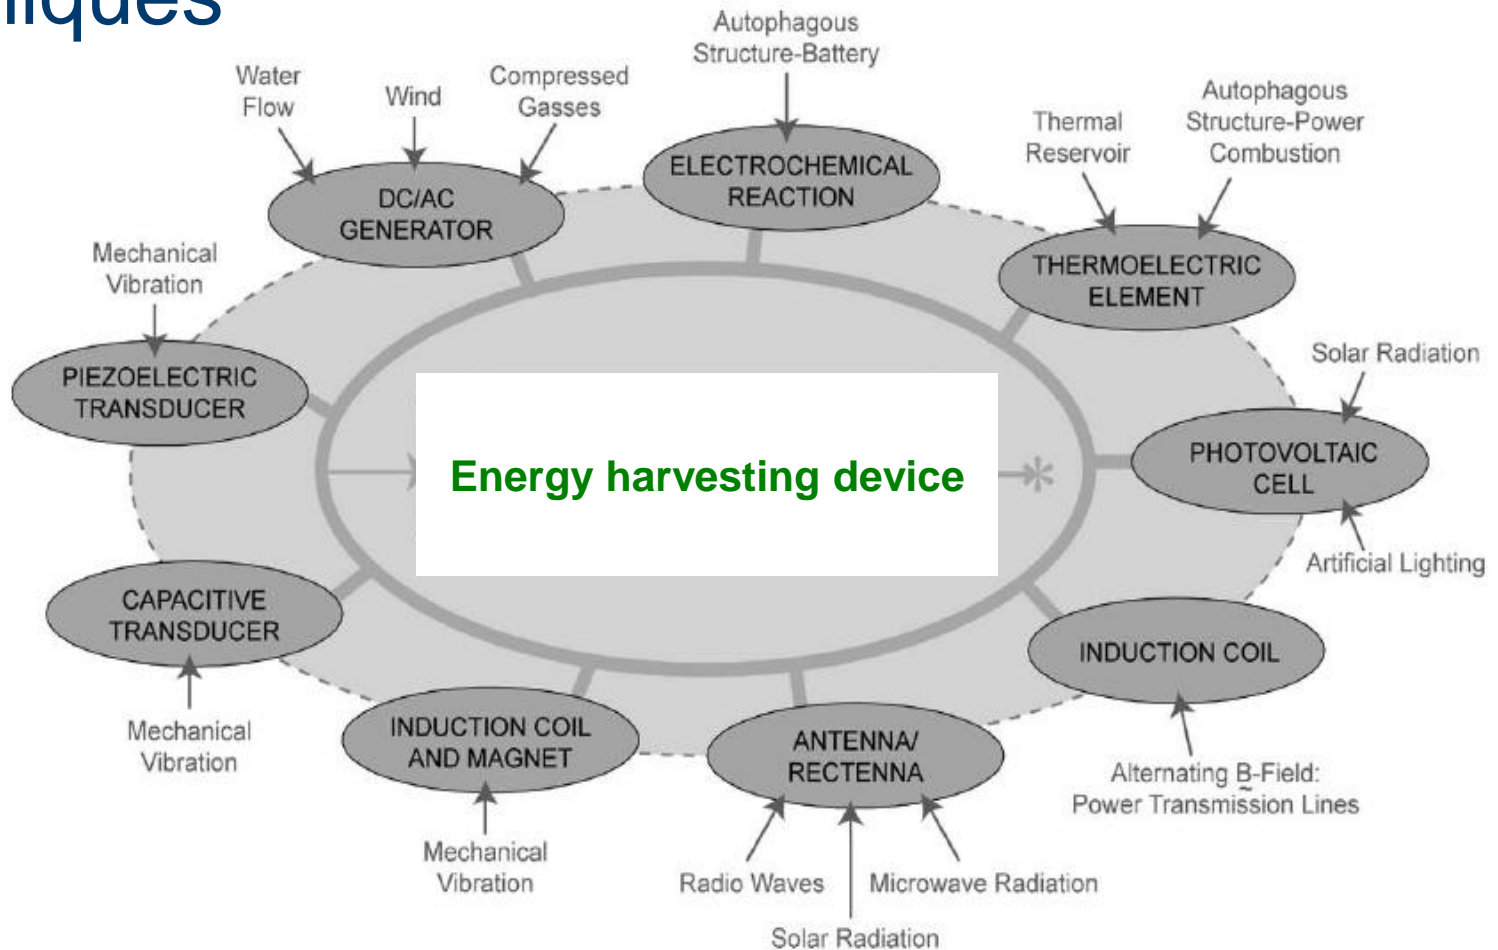 iques
Autophagous
Structure-Battery
Water
Flow
Wind
Compressed
Gasses
Autophagous
Structure-Power
Combustion
Thermal
Reservoir
ELECTROCHEMICAL
REACTION
DC/AC
GENERATOR
Mechanical
Vibration
THERMOELECTRIC
ELEMENT
Solar Radiation
PIEZOELECTRIC
TRANSDUCER
Energy harvesting device
*
PHOTOVOLTAIC
CELL
Artificial Lighting
CAPACITIVE
TRANSDUCER
INDUCTION COIL
Mechanical
Vibration
INDUCTION COIL
AND MAGNET
ANTENNA/
RECTENNA
Alternating B-Field:
Power Transmission Lines
Mechanical
Vibration
Radio Waves
Microwave Radiation
Solar Radiation